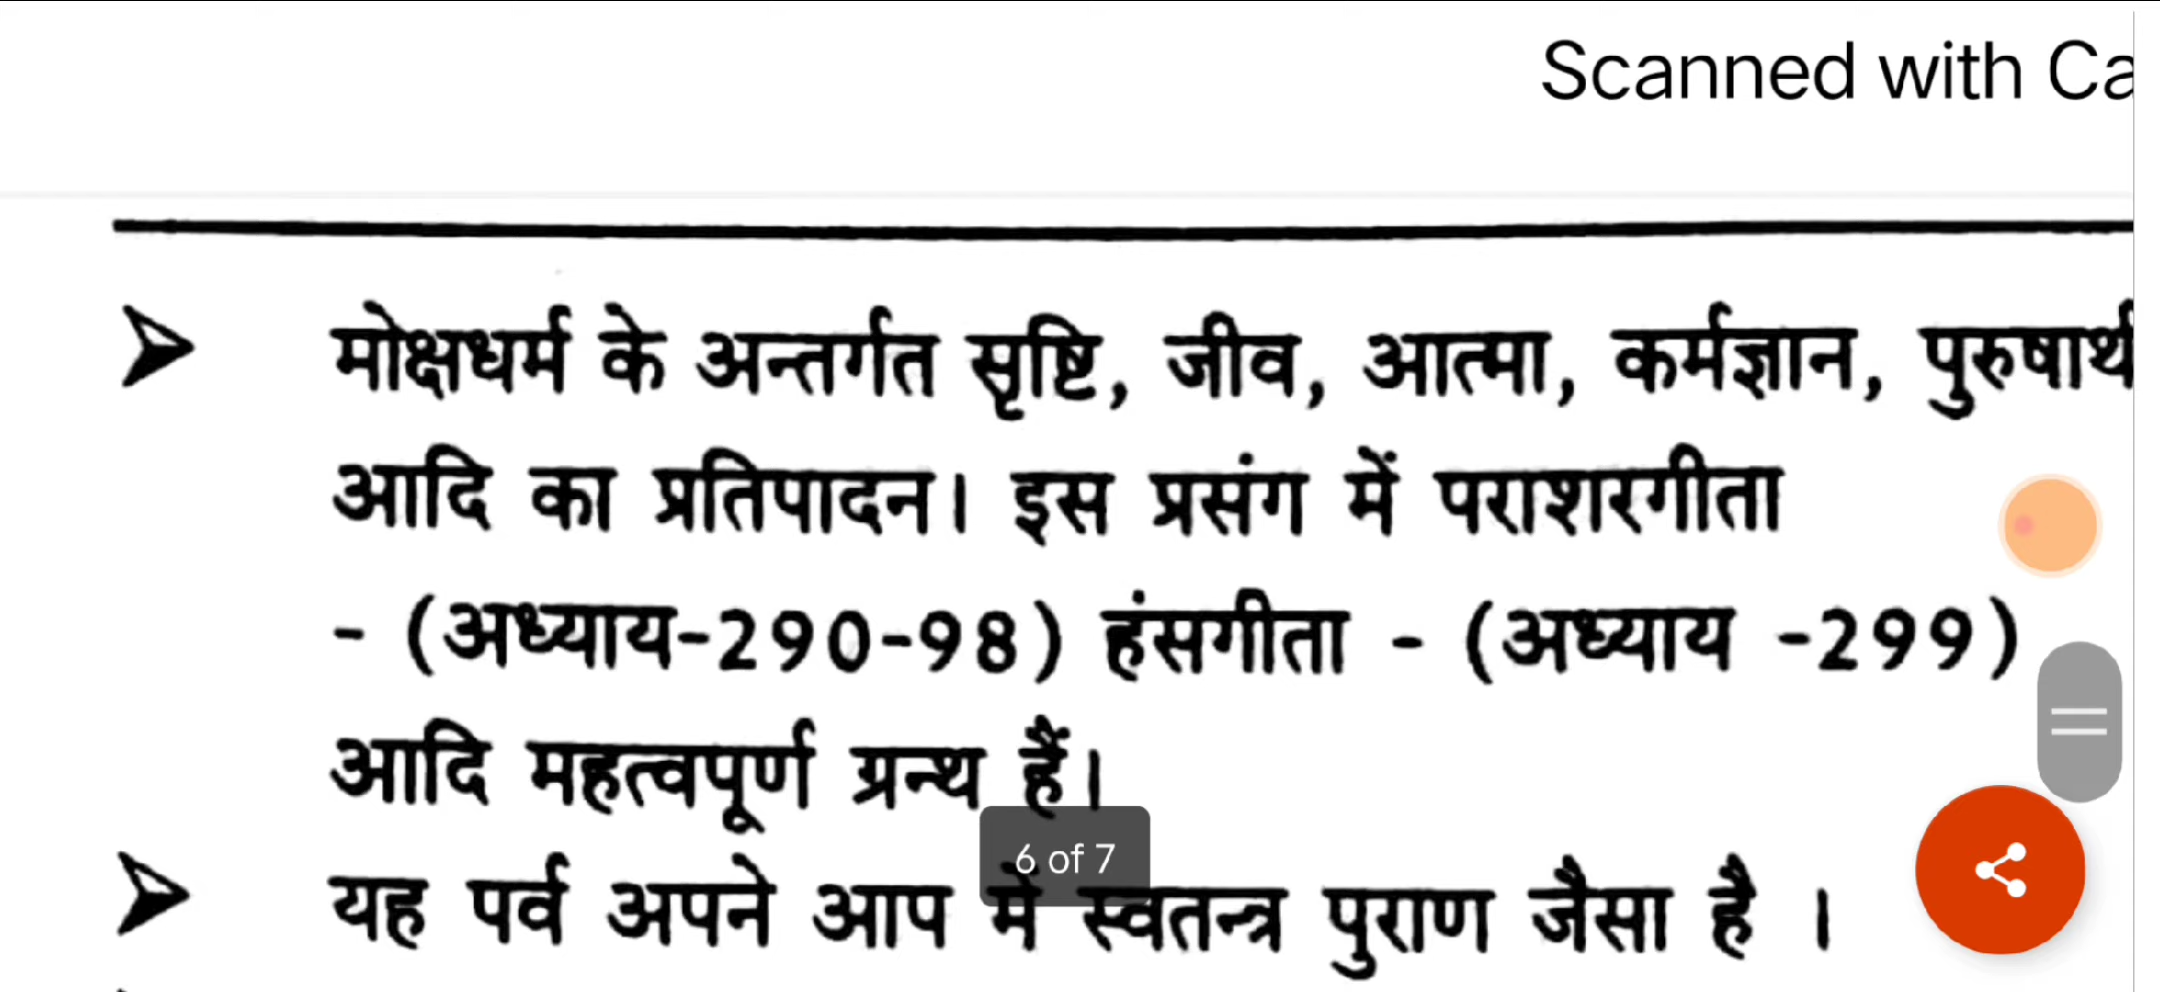 Scanned with Ca
मोक्षधर्म के अन्तर्गत सृष्टि, जीव, आत्मा, कर्मज्ञान, पुरुषार्थ
आदि का प्रतिपादन। इस प्रसंग में पराशरगीता
- (अध्याय-290-98) हंसगीता - (अध्याय -299)
आदि महत्वपूर्ण ग्रन्थ हैं।
6 of 7
यह पर्व अपने आप में स्वतन्त्र पुराण जैसा है ।